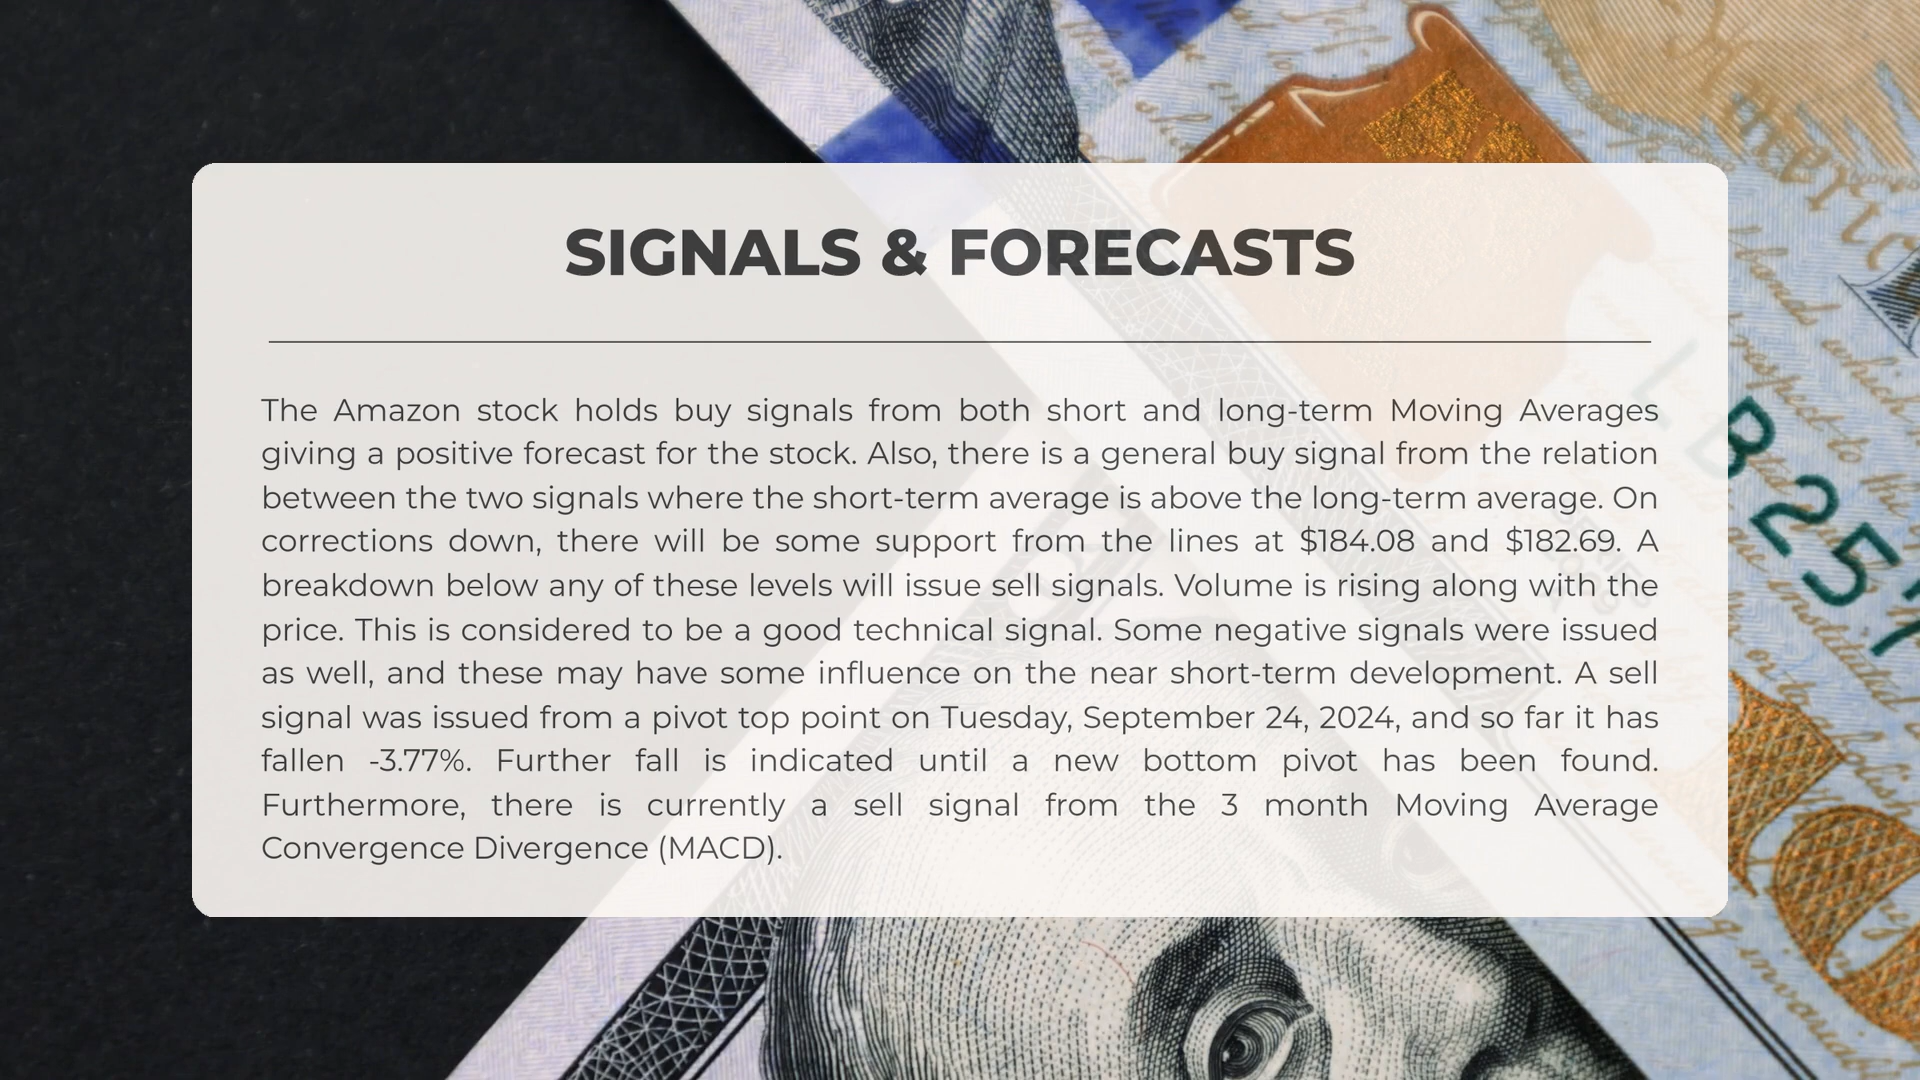 SIGNALS & FORECASTS
The Amazon stock holds buy signals from both short and long-term Moving Averages
giving a positive forecast for the stock. Also, there is a general buy signal from the relation
between the two signals where the short-term average is above the long-term average. On
corrections down, there will be some support from the lines at $184.08 and $182.69. A
breakdown below any of these levels will issue sell signals. Volume is rising along with the
price. This is considered to be a good technical signal. Some negative signals were issued
as well, and these may have some influence on the near short-term development. A sell
signal was issued from a pivot top point on Tuesday, September 24, 2024, and so far it has
fallen -3.77%. Further fall is indicated until a new bottom pivot has been found.
Furthermore, there is currently a sell signal from the 3 month Moving Average
Convergence Divergence (MACD).
L B 257